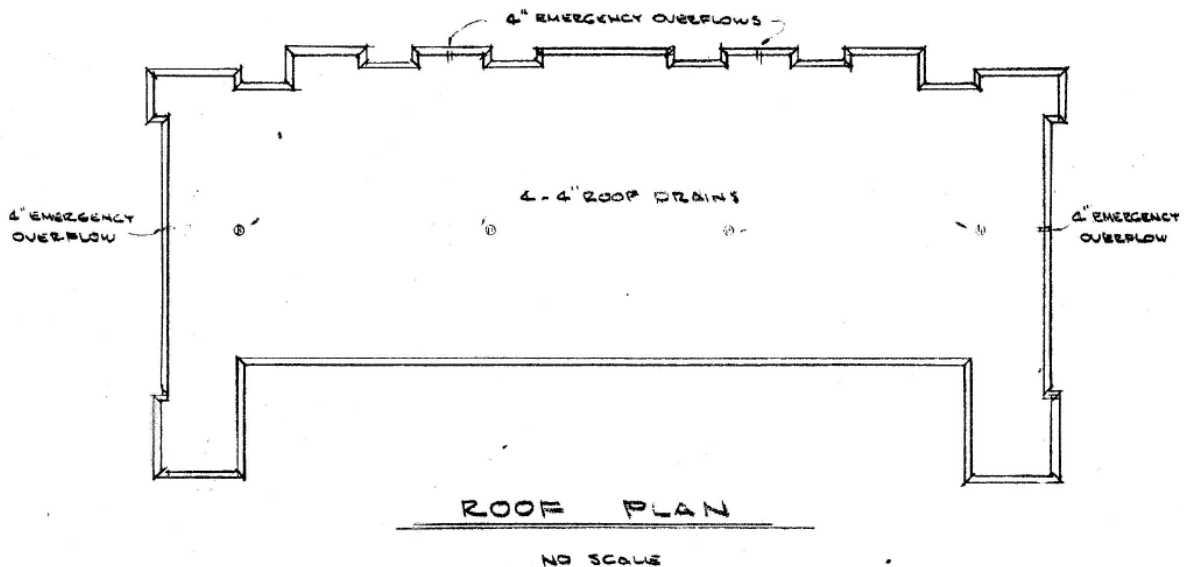 4" EMERGENCY OVERFLOWS
4 - 4" ROOF DRAINS
4" EMERGENCY
OVERFLOW
4" EMERGENCY
OVERFLOW
ROOF PLAN
NO SCALE